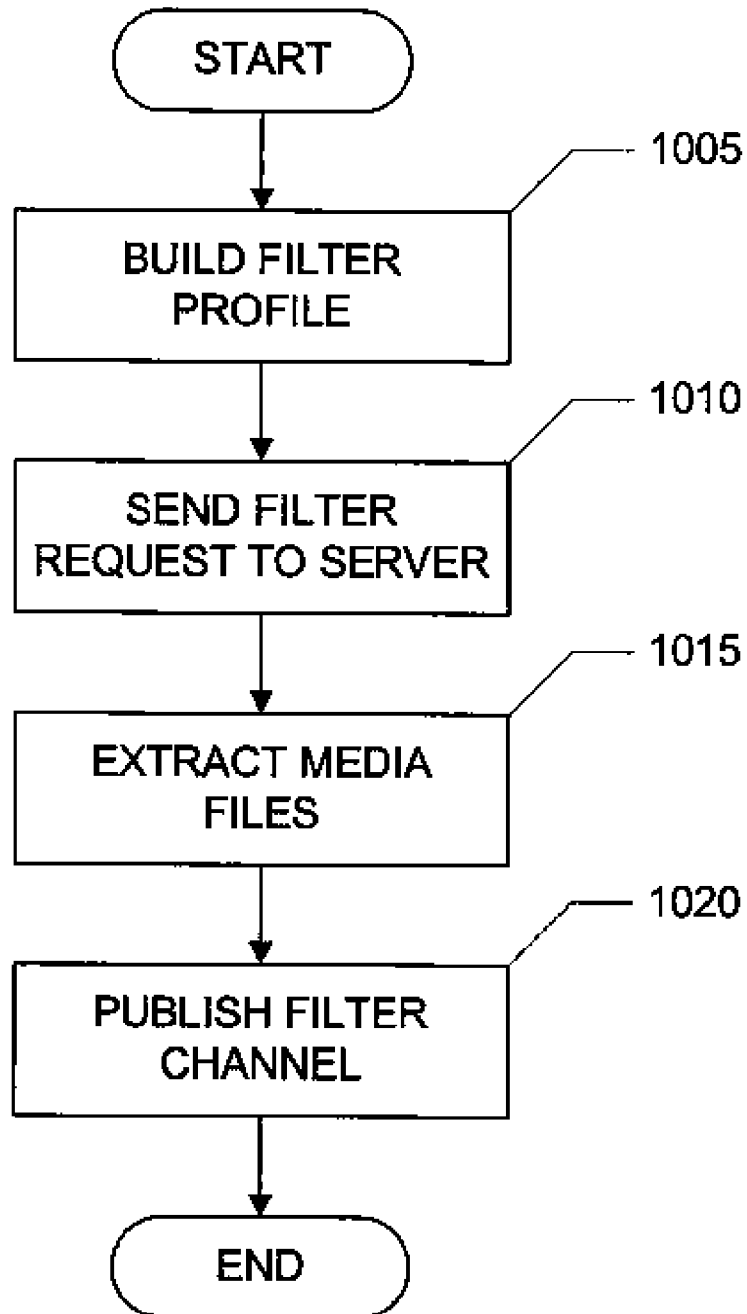 START
1005
BUILD FILTER
PROFILE
1010
SEND FILTER
REQUEST TO SERVER
1015
EXTRACT MEDIA
FILES
1020
PUBLISH FILTER
CHANNEL
END